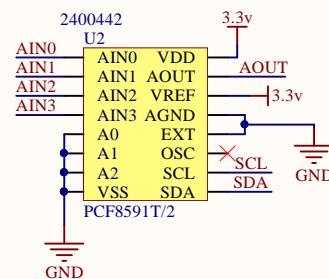 2400442
U2
3.3v
AIN0 AIN0 VDD
AIN1 AIN1 AOUT AOUT
AIN2 AIN2 VREF 3.3v
AIN3 AIN3 AGND
A0 EXT
A1 OSC
A2 SCL SCL
VSS SDA SDA
PCF8591T/2
GND
GND